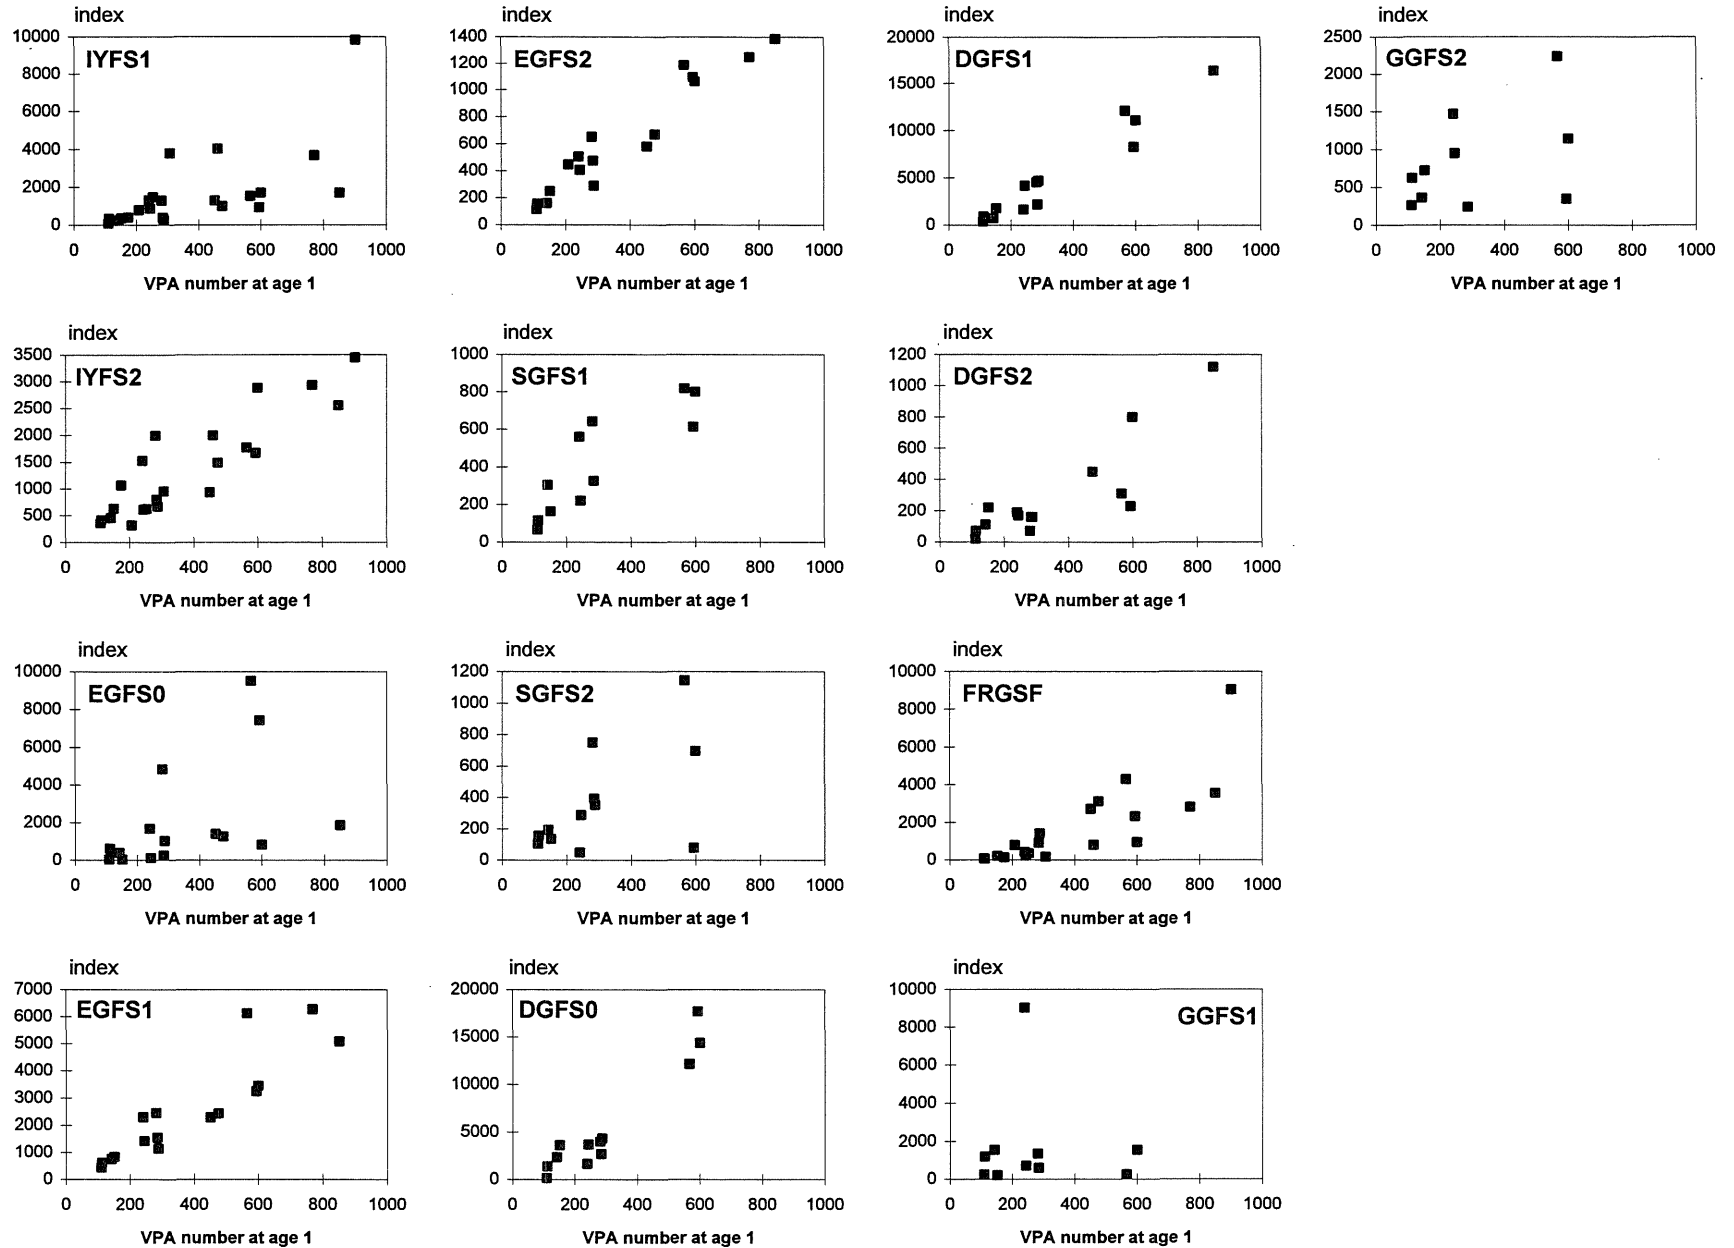 index
IYFS1
10000
8000
6000
4000
2000
0
0 200 400 600 800 1000
VPA number at age 1
index
EGFS2
1400
1200
1000
800
600
400
200
0
0 200 400 600 800 1000
VPA number at age 1
index
DGFS1
20000
15000
10000
5000
0
0 200 400 600 800 1000
VPA number at age 1
index
GGFS2
2500
2000
1500
1000
500
0
0 200 400 600 800 1000
VPA number at age 1
index
IYFS2
3500
3000
2500
2000
1500
1000
500
0
0 200 400 600 800 1000
VPA number at age 1
SGFS1
1000
800
600
400
200
0
0 200 400 600 800 1000
VPA number at age 1
index
DGFS2
1200
1000
800
600
400
200
0
0 200 400 600 800 1000
VPA number at age 1
index
EGFS0
10000
8000
6000
4000
2000
0
0 200 400 600 800 1000
VPA number at age 1
index
SGFS2
1200
1000
800
600
400
200
0
0 200 400 600 800 1000
VPA number at age 1
index
FRGSF
10000
8000
6000
4000
2000
0
0 200 400 600 800 1000
VPA number at age 1
index
EGFS1
7000
6000
5000
4000
3000
2000
1000
0
0 200 400 600 800 1000
VPA number at age 1
index
DGFS0
20000
15000
10000
5000
0
0 200 400 600 800 1000
VPA number at age 1
index
GGFS1
10000
8000
6000
4000
2000
0
0 200 400 600 800 1000
VPA number at age 1